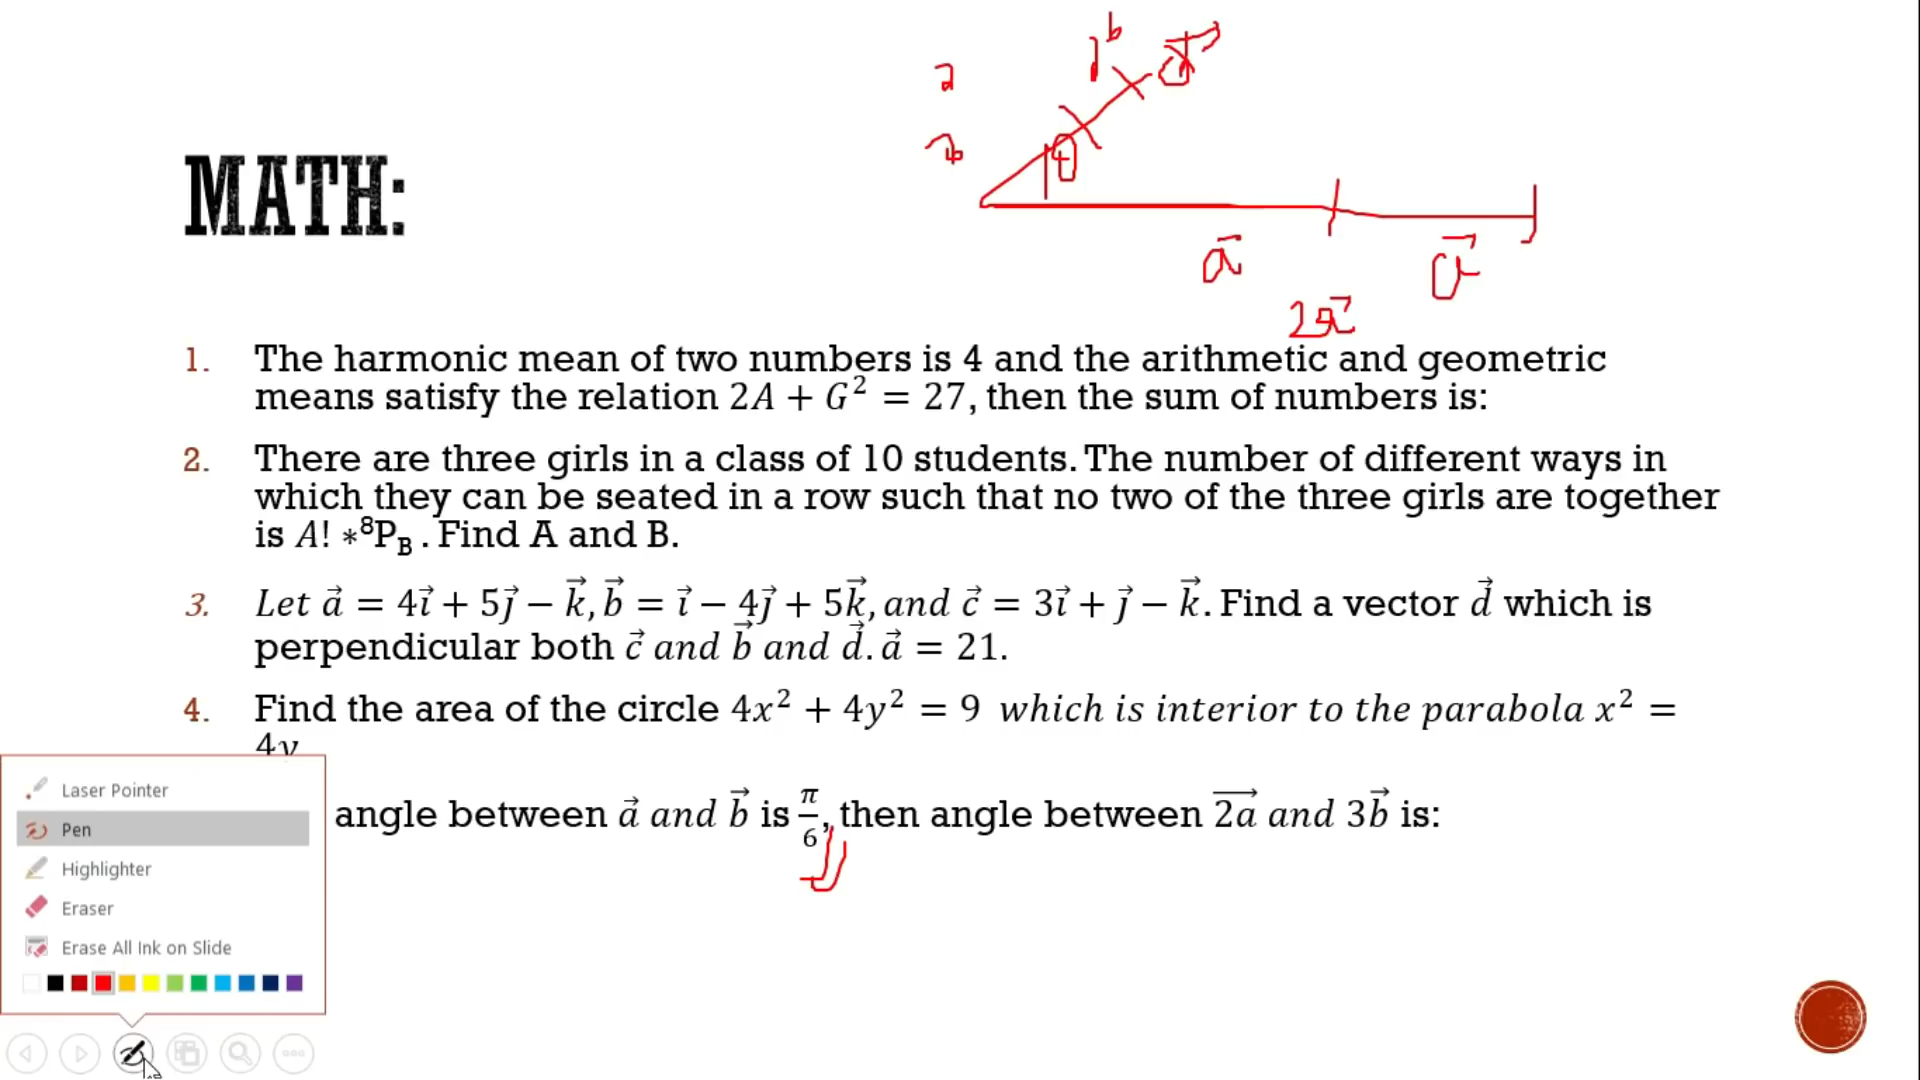 MATH:
b
a⃗
2a⃗
1. The harmonic mean of two numbers is 4 and the arithmetic and geometric
means satisfy the relation 2A + G² = 27, then the sum of numbers is:
2. There are three girls in a class of 10 students. The number of different ways in
which they can be seated in a row such that no two of the three girls are together
is A! *⁸P_B . Find A and B.
3. Let a⃗ = 4i⃗ + 5j⃗ − k⃗, b⃗ = i⃗ − 4j⃗ + 5k⃗, and c⃗ = 3i⃗ + j⃗ − k⃗. Find a vector d⃗ which is
perpendicular both c⃗ and b⃗ and d⃗. a⃗ = 21.
4. Find the area of the circle 4x² + 4y² = 9 which is interior to the parabola x² =
4y
angle between a⃗ and b⃗ is π/6, then angle between 2a⃗ and 3b⃗ is:
Laser Pointer
Pen
Highlighter
Eraser
Erase All Ink on Slide